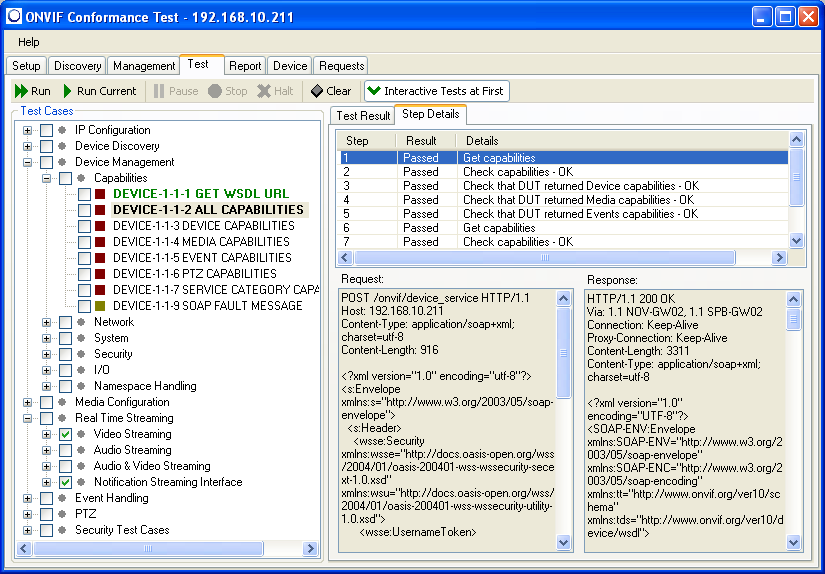 ONVIF Conformance Test - 192.168.10.211
Help
Setup Discovery Management Test Report Device Requests
Run Run Current Pause Stop Halt Clear Interactive Tests at First
Test Cases
IP Configuration
Device Discovery
Device Management
Capabilities
DEVICE-1-1-1 GET WSDL URL
DEVICE-1-1-2 ALL CAPABILITIES
DEVICE-1-1-3 DEVICE CAPABILITIES
DEVICE-1-1-4 MEDIA CAPABILITIES
DEVICE-1-1-5 EVENT CAPABILITIES
DEVICE-1-1-6 PTZ CAPABILITIES
DEVICE-1-1-7 SERVICE CATEGORY CAPA
DEVICE-1-1-9 SOAP FAULT MESSAGE
Network
System
Security
I/O
Namespace Handling
Media Configuration
Real Time Streaming
Video Streaming
Audio Streaming
Audio & Video Streaming
Notification Streaming Interface
Event Handling
PTZ
Security Test Cases
Test Result Step Details
Step Result Details
1 Passed Get capabilities
2 Passed Check capabilities - OK
3 Passed Check that DUT returned Device capabilities - OK
4 Passed Check that DUT returned Media capabilities - OK
5 Passed Check that DUT returned Events capabilities - OK
6 Passed Get capabilities
7 Passed Check capabilities - OK
Request:
POST /onvif/device_service HTTP/1.1
Host: 192.168.10.211
Content-Type: application/soap+xml;
charset=utf-8
Content-Length: 916
<?xml version="1.0" encoding="utf-8"?>
<s:Envelope
xmlns:s="http://www.w3.org/2003/05/soap-
envelope">
<s:Header>
<wsse:Security
xmlns:wsse="http://docs.oasis-open.org/wss
/2004/01/oasis-200401-wss-wssecurity-sece
xt-1.0.xsd"
xmlns:wsu="http://docs.oasis-open.org/wss/
2004/01/oasis-200401-wss-wssecurity-utility-
1.0.xsd">
<wsse:UsernameToken>
Response:
HTTP/1.1 200 OK
Via: 1.1 NOV-GW02, 1.1 SPB-GW02
Connection: Keep-Alive
Proxy-Connection: Keep-Alive
Content-Length: 3311
Content-Type: application/soap+xml;
charset=utf-8
<?xml version="1.0"
encoding="UTF-8"?>
<SOAP-ENV:Envelope
xmlns:SOAP-ENV="http://www.w3.org/2
003/05/soap-envelope"
xmlns:SOAP-ENC="http://www.w3.org/2
003/05/soap-encoding"
xmlns:tt="http://www.onvif.org/ver10/sc
hema"
xmlns:tds="http://www.onvif.org/ver10/d
evice/wsdl">